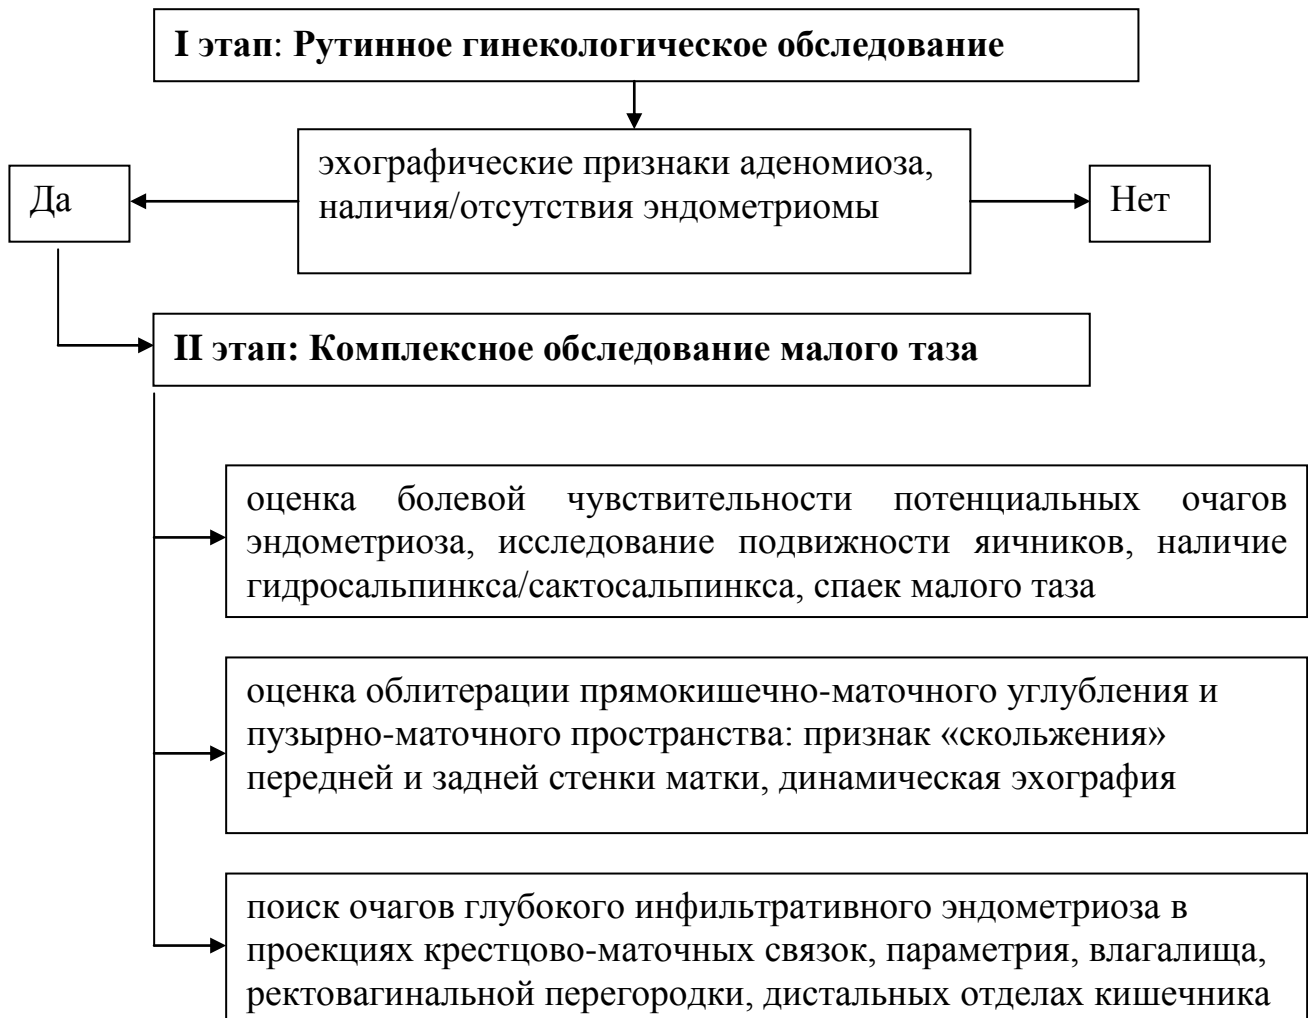 I этап: Рутинное гинекологическое обследование
эхографические признаки аденомиоза,
наличия/отсутствия эндометриомы
Да
Нет
II этап: Комплексное обследование малого таза
оценка болевой чувствительности потенциальных очагов
эндометриоза, исследование подвижности яичников, наличие
гидросальпинкса/сактосальпинкса, спаек малого таза
оценка облитерации прямокишечно-маточного углубления и
пузырно-маточного пространства: признак «скольжения»
передней и задней стенки матки, динамическая эхография
поиск очагов глубокого инфильтративного эндометриоза в
проекциях крестцово-маточных связок, параметрия, влагалища,
ректовагинальной перегородки, дистальных отделах кишечника